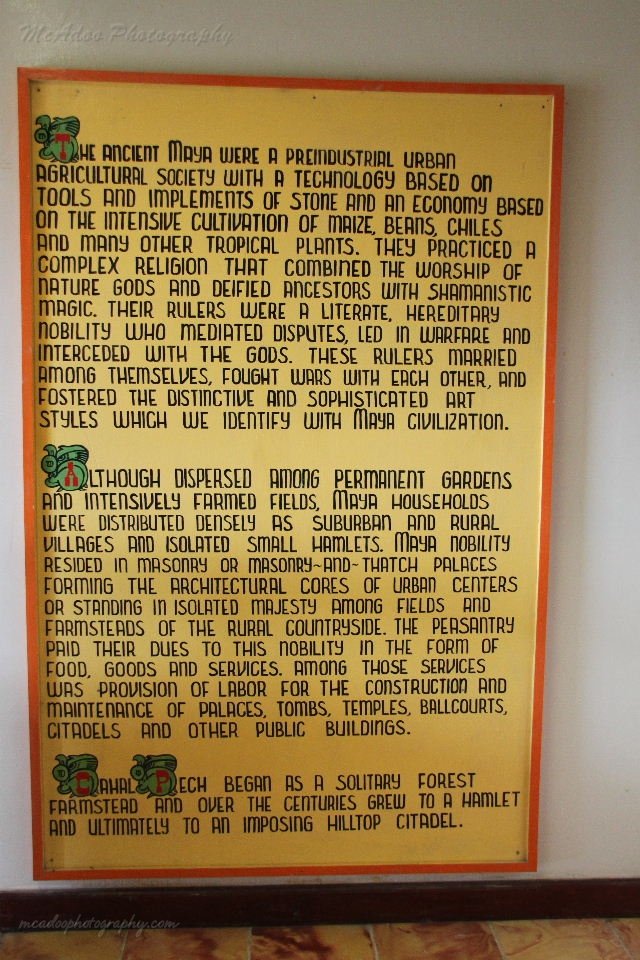 McAdoo Photography
The ancient Maya were a preindustrial urban
agricultural society with a technology based on
tools and implements of stone and an economy based
on the intensive cultivation of maize, beans, chiles
and many other tropical plants. They practiced a
complex religion that combined the worship of
nature gods and deified ancestors with shamanistic
magic. Their rulers were a literate, hereditary
nobility who mediated disputes, led in warfare and
interceded with the gods. These rulers married
among themselves, fought wars with each other, and
fostered the distinctive and sophisticated art
styles which we identify with Maya civilization.
Although dispersed among permanent gardens
and intensively farmed fields, Maya households
were distributed densely as suburban and rural
villages and isolated small hamlets. Maya nobility
resided in masonry or masonry-and-thatch palaces
forming the architectural cores of urban centers
or standing in isolated majesty among fields and
farmsteads of the rural countryside. The peasantry
paid their dues to this nobility in the form of
food, goods and services. Among those services
was provision of labor for the construction and
maintenance of palaces, tombs, temples, ballcourts,
citadels and other public buildings.
Cahal Pech began as a solitary forest
farmstead and over the centuries grew to a hamlet
and ultimately to an imposing hilltop citadel.
mcadoophotography.com